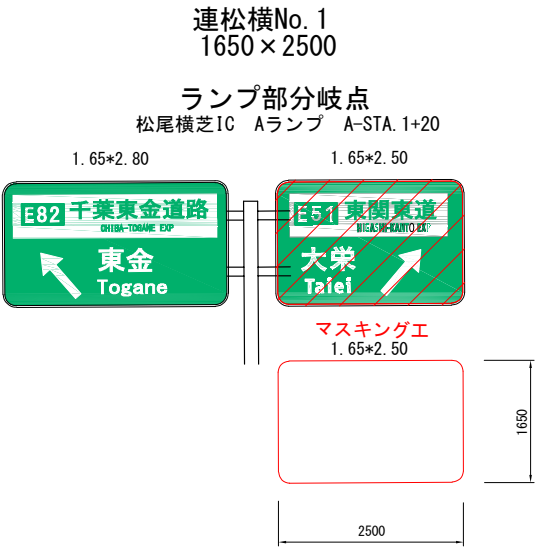 連松横No.1
1650×2500
ランプ部分岐点
松尾横芝IC Aランプ A-STA.1+20
1.65*2.80
1.65*2.50
E82 千葉東金道路
CHIBA-TOGANE EXP
東金
Togane
E51 東関東道
HIGASHI-KANTO EXP
大栄
Taiei
マスキング工
1.65*2.50
1650
2500